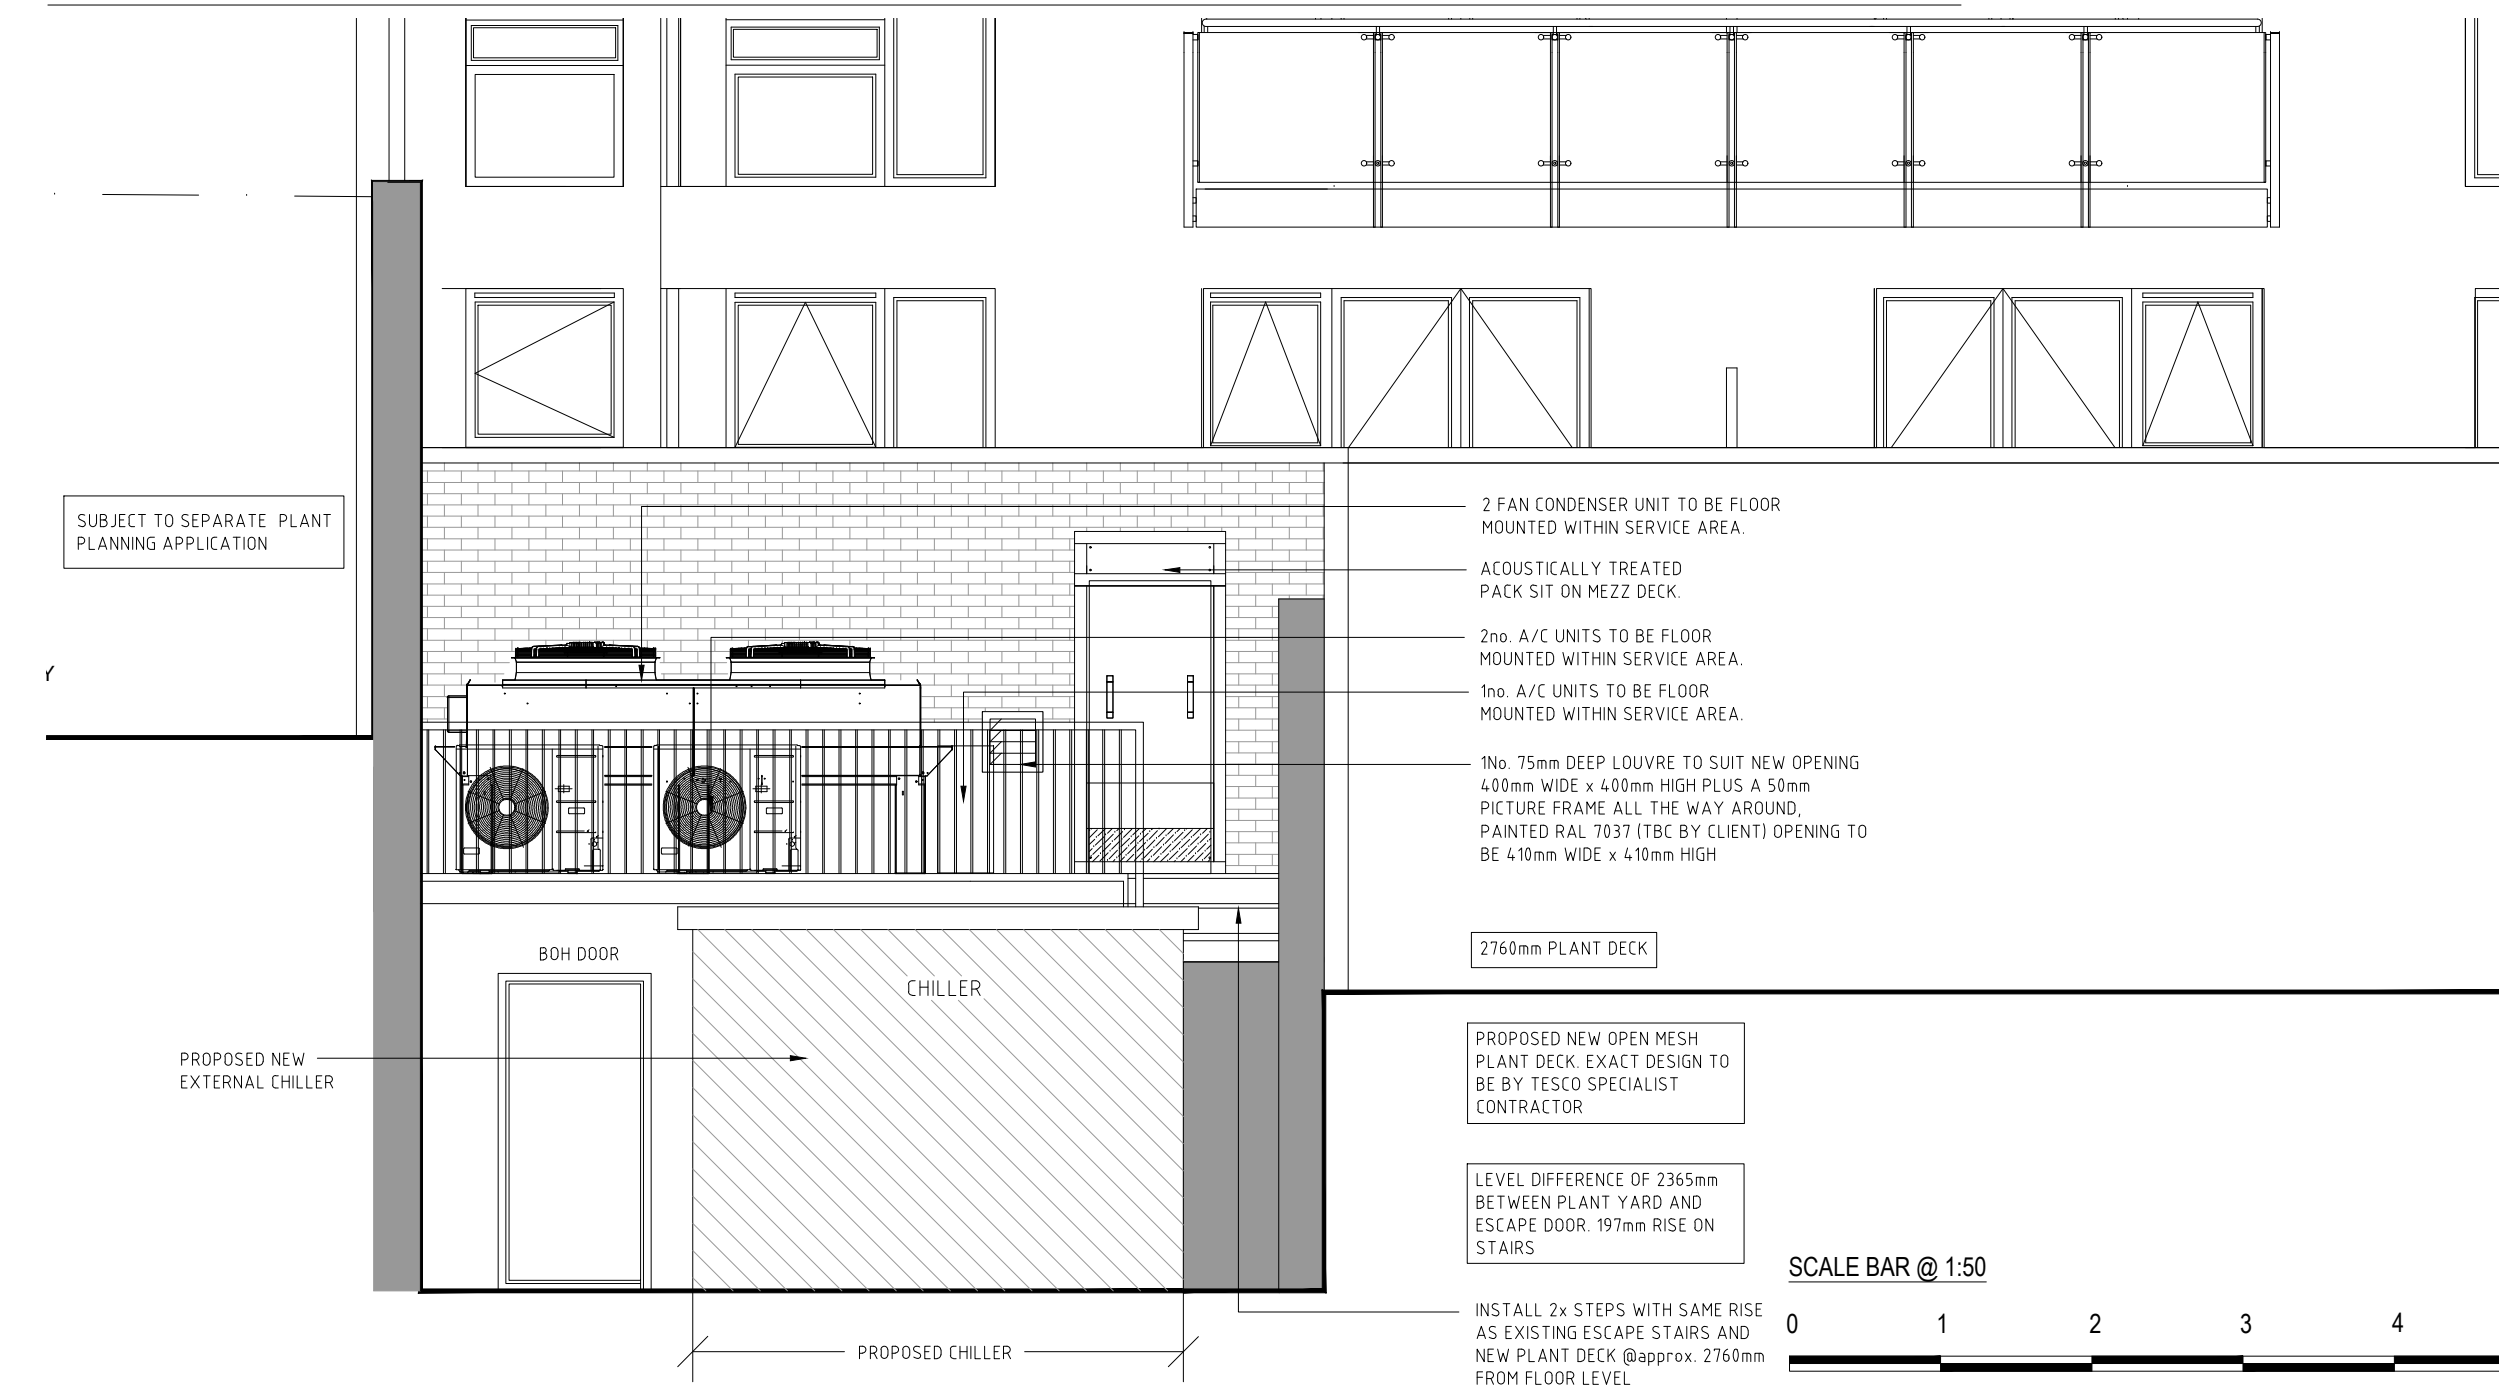 SUBJECT TO SEPARATE PLANT
PLANNING APPLICATION
Y
2 FAN CONDENSER UNIT TO BE FLOOR
MOUNTED WITHIN SERVICE AREA.
ACOUSTICALLY TREATED
PACK SIT ON MEZZ DECK.
2no. A/C UNITS TO BE FLOOR
MOUNTED WITHIN SERVICE AREA.
1no. A/C UNITS TO BE FLOOR
MOUNTED WITHIN SERVICE AREA.
1No. 75mm DEEP LOUVRE TO SUIT NEW OPENING
400mm WIDE x 400mm HIGH PLUS A 50mm
PICTURE FRAME ALL THE WAY AROUND,
PAINTED RAL 7037 (TBC BY CLIENT) OPENING TO
BE 410mm WIDE x 410mm HIGH
2760mm PLANT DECK
BOH DOOR
CHILLER
PROPOSED NEW
EXTERNAL CHILLER
PROPOSED NEW OPEN MESH
PLANT DECK. EXACT DESIGN TO
BE BY TESCO SPECIALIST
CONTRACTOR
LEVEL DIFFERENCE OF 2365mm
BETWEEN PLANT YARD AND
ESCAPE DOOR. 197mm RISE ON
STAIRS
INSTALL 2x STEPS WITH SAME RISE
AS EXISTING ESCAPE STAIRS AND
NEW PLANT DECK @approx. 2760mm
FROM FLOOR LEVEL
PROPOSED CHILLER
SCALE BAR @ 1:50
0 1 2 3 4